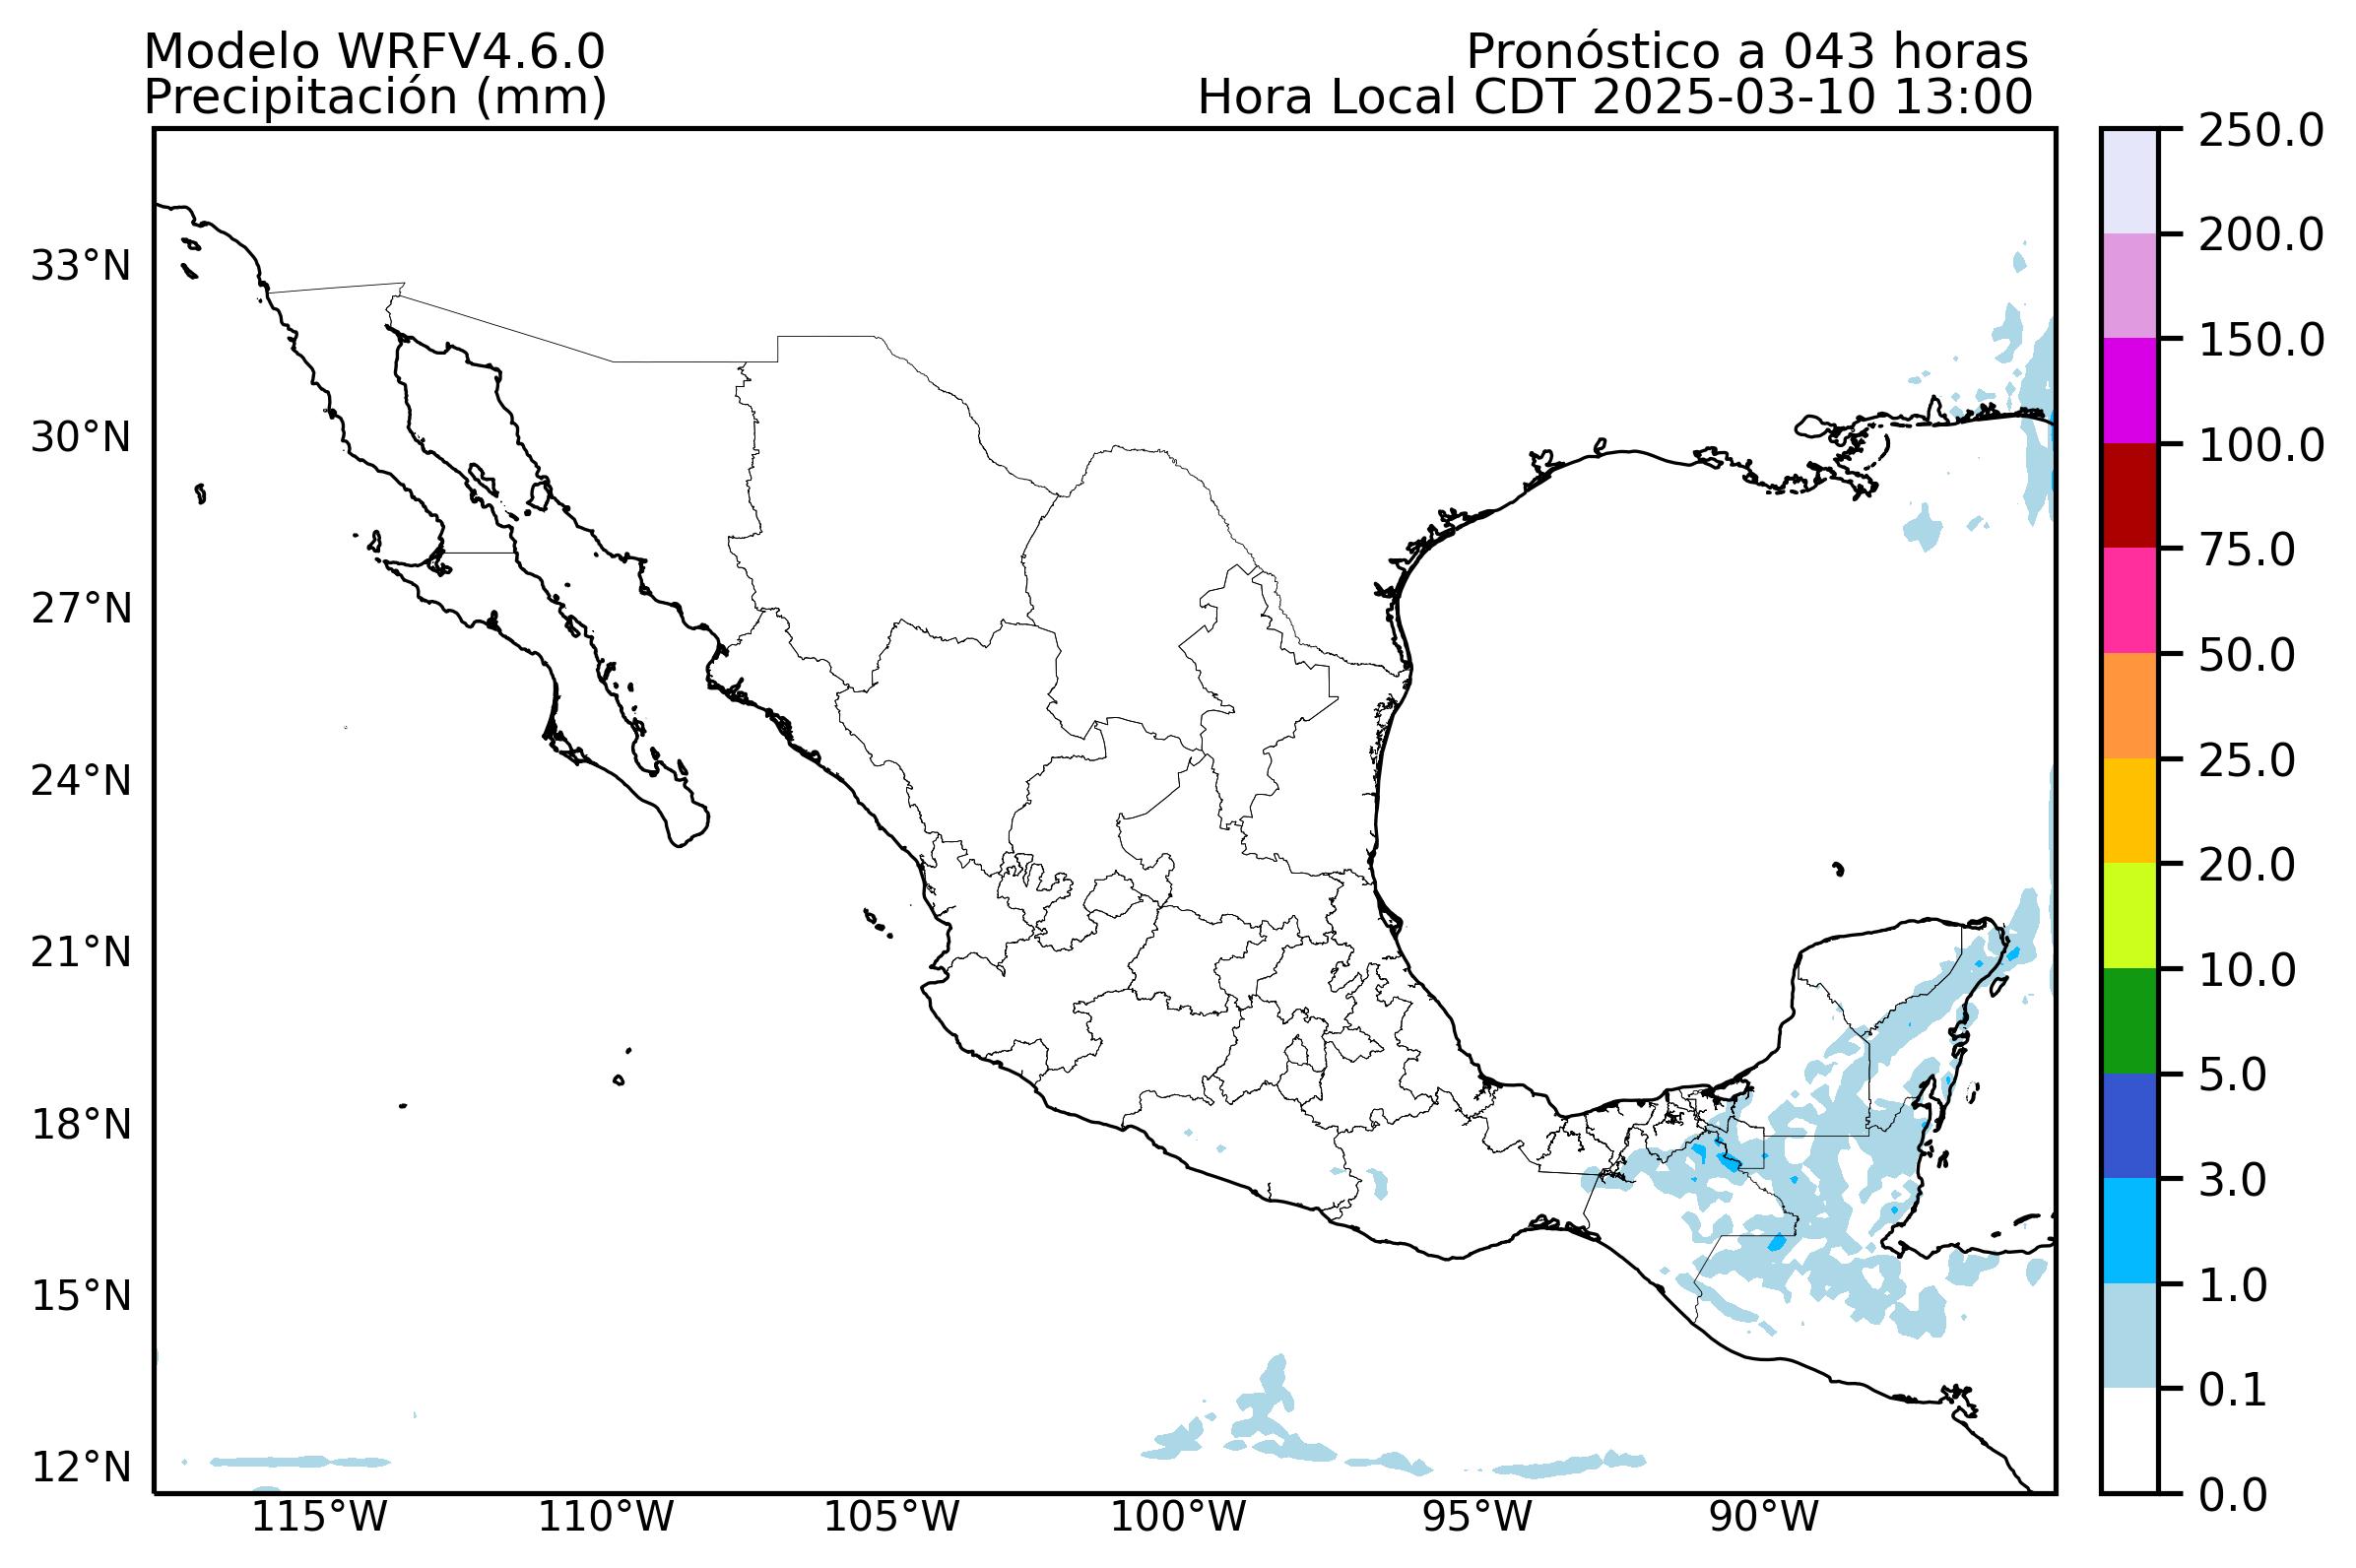 Modelo WRFV4.6.0
Pronóstico a 043 horas
Precipitación (mm)
Hora Local CDT 2025-03-10 13:00
33°N
30°N
27°N
24°N
21°N
18°N
15°N
12°N
115°W
110°W
105°W
100°W
95°W
90°W
250.0
200.0
150.0
100.0
75.0
50.0
25.0
20.0
10.0
5.0
3.0
1.0
0.1
0.0